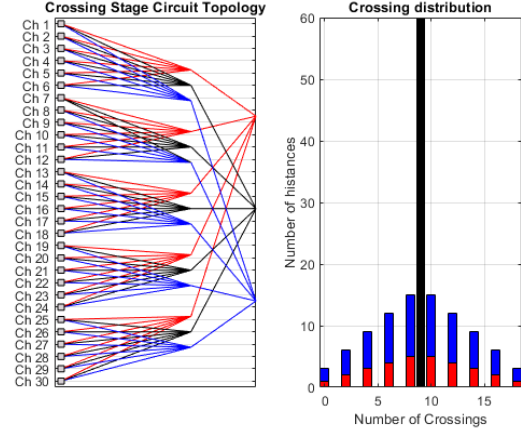 Crossing Stage Circuit Topology
Ch 1
Ch 2
Ch 3
Ch 4
Ch 5
Ch 6
Ch 7
Ch 8
Ch 9
Ch 10
Ch 11
Ch 12
Ch 13
Ch 14
Ch 15
Ch 16
Ch 17
Ch 18
Ch 19
Ch 20
Ch 21
Ch 22
Ch 23
Ch 24
Ch 25
Ch 26
Ch 27
Ch 28
Ch 29
Ch 30
Crossing distribution
Number of histances
60
50
40
30
20
10
0
0 5 10 15
Number of Crossings